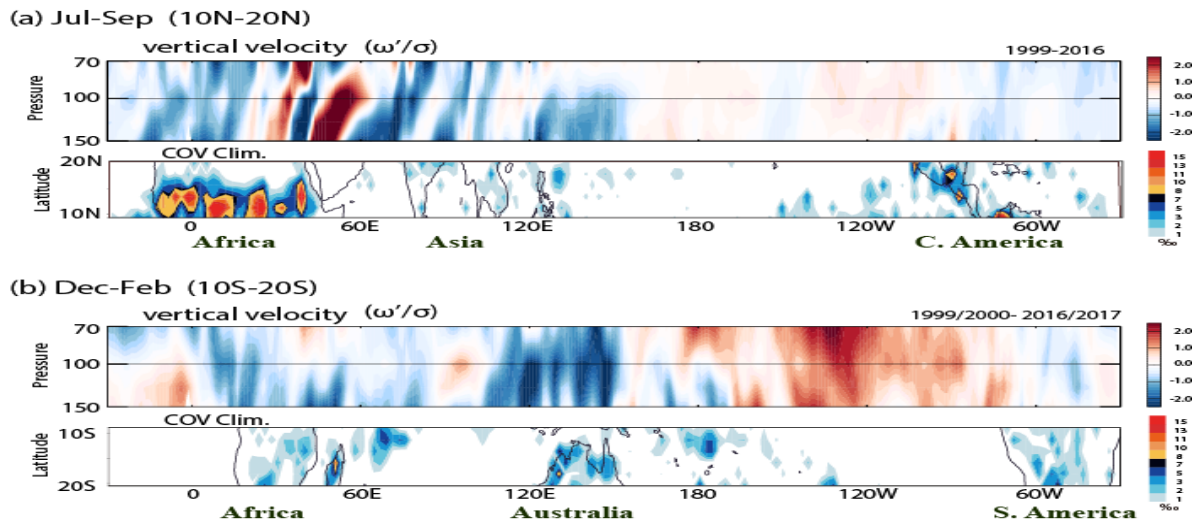 (a) Jul-Sep (10N-20N)
vertical velocity (ω'/σ) 1999-2016
Pressure
70
100
150
2.0
1.0
0.0
-1.0
-2.0
COV Clim.
Latitude
20N
10N
15
13
11
10
8
7
5
3
2
1
‰
0 60E 120E 180 120W 60W
Africa Asia C. America
(b) Dec-Feb (10S-20S)
vertical velocity (ω'/σ) 1999/2000- 2016/2017
Pressure
70
100
150
2.0
1.0
0.0
-1.0
-2.0
COV Clim.
Latitude
10S
20S
15
13
11
10
8
7
5
3
2
1
‰
0 60E 120E 180 120W 60W
Africa Australia S. America